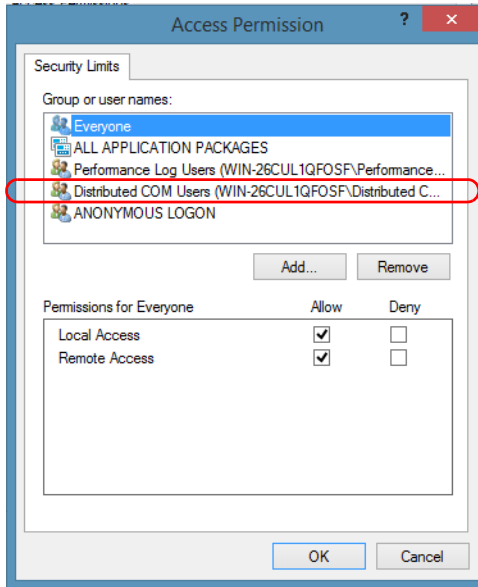 Access Permission ?
Security Limits
Group or user names:
Everyone
ALL APPLICATION PACKAGES
Performance Log Users (WIN-26CUL1QFOSF\Performance...
Distributed COM Users (WIN-26CUL1QFOSF\Distributed C...
ANONYMOUS LOGON
Add... Remove
Permissions for Everyone Allow Deny
Local Access
Remote Access
OK Cancel